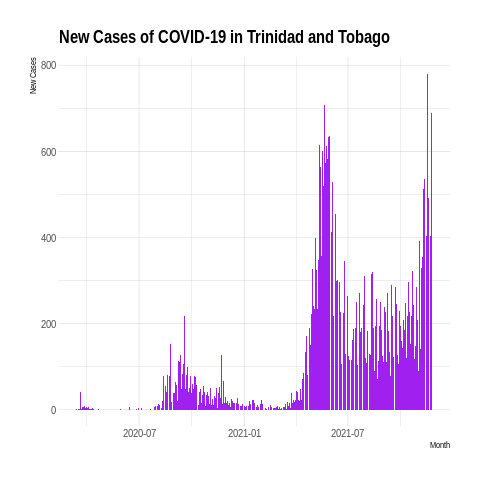 New Cases of COVID-19 in Trinidad and Tobago
New Cases
800
600
400
200
0
2020-07
2021-01
2021-07
Month